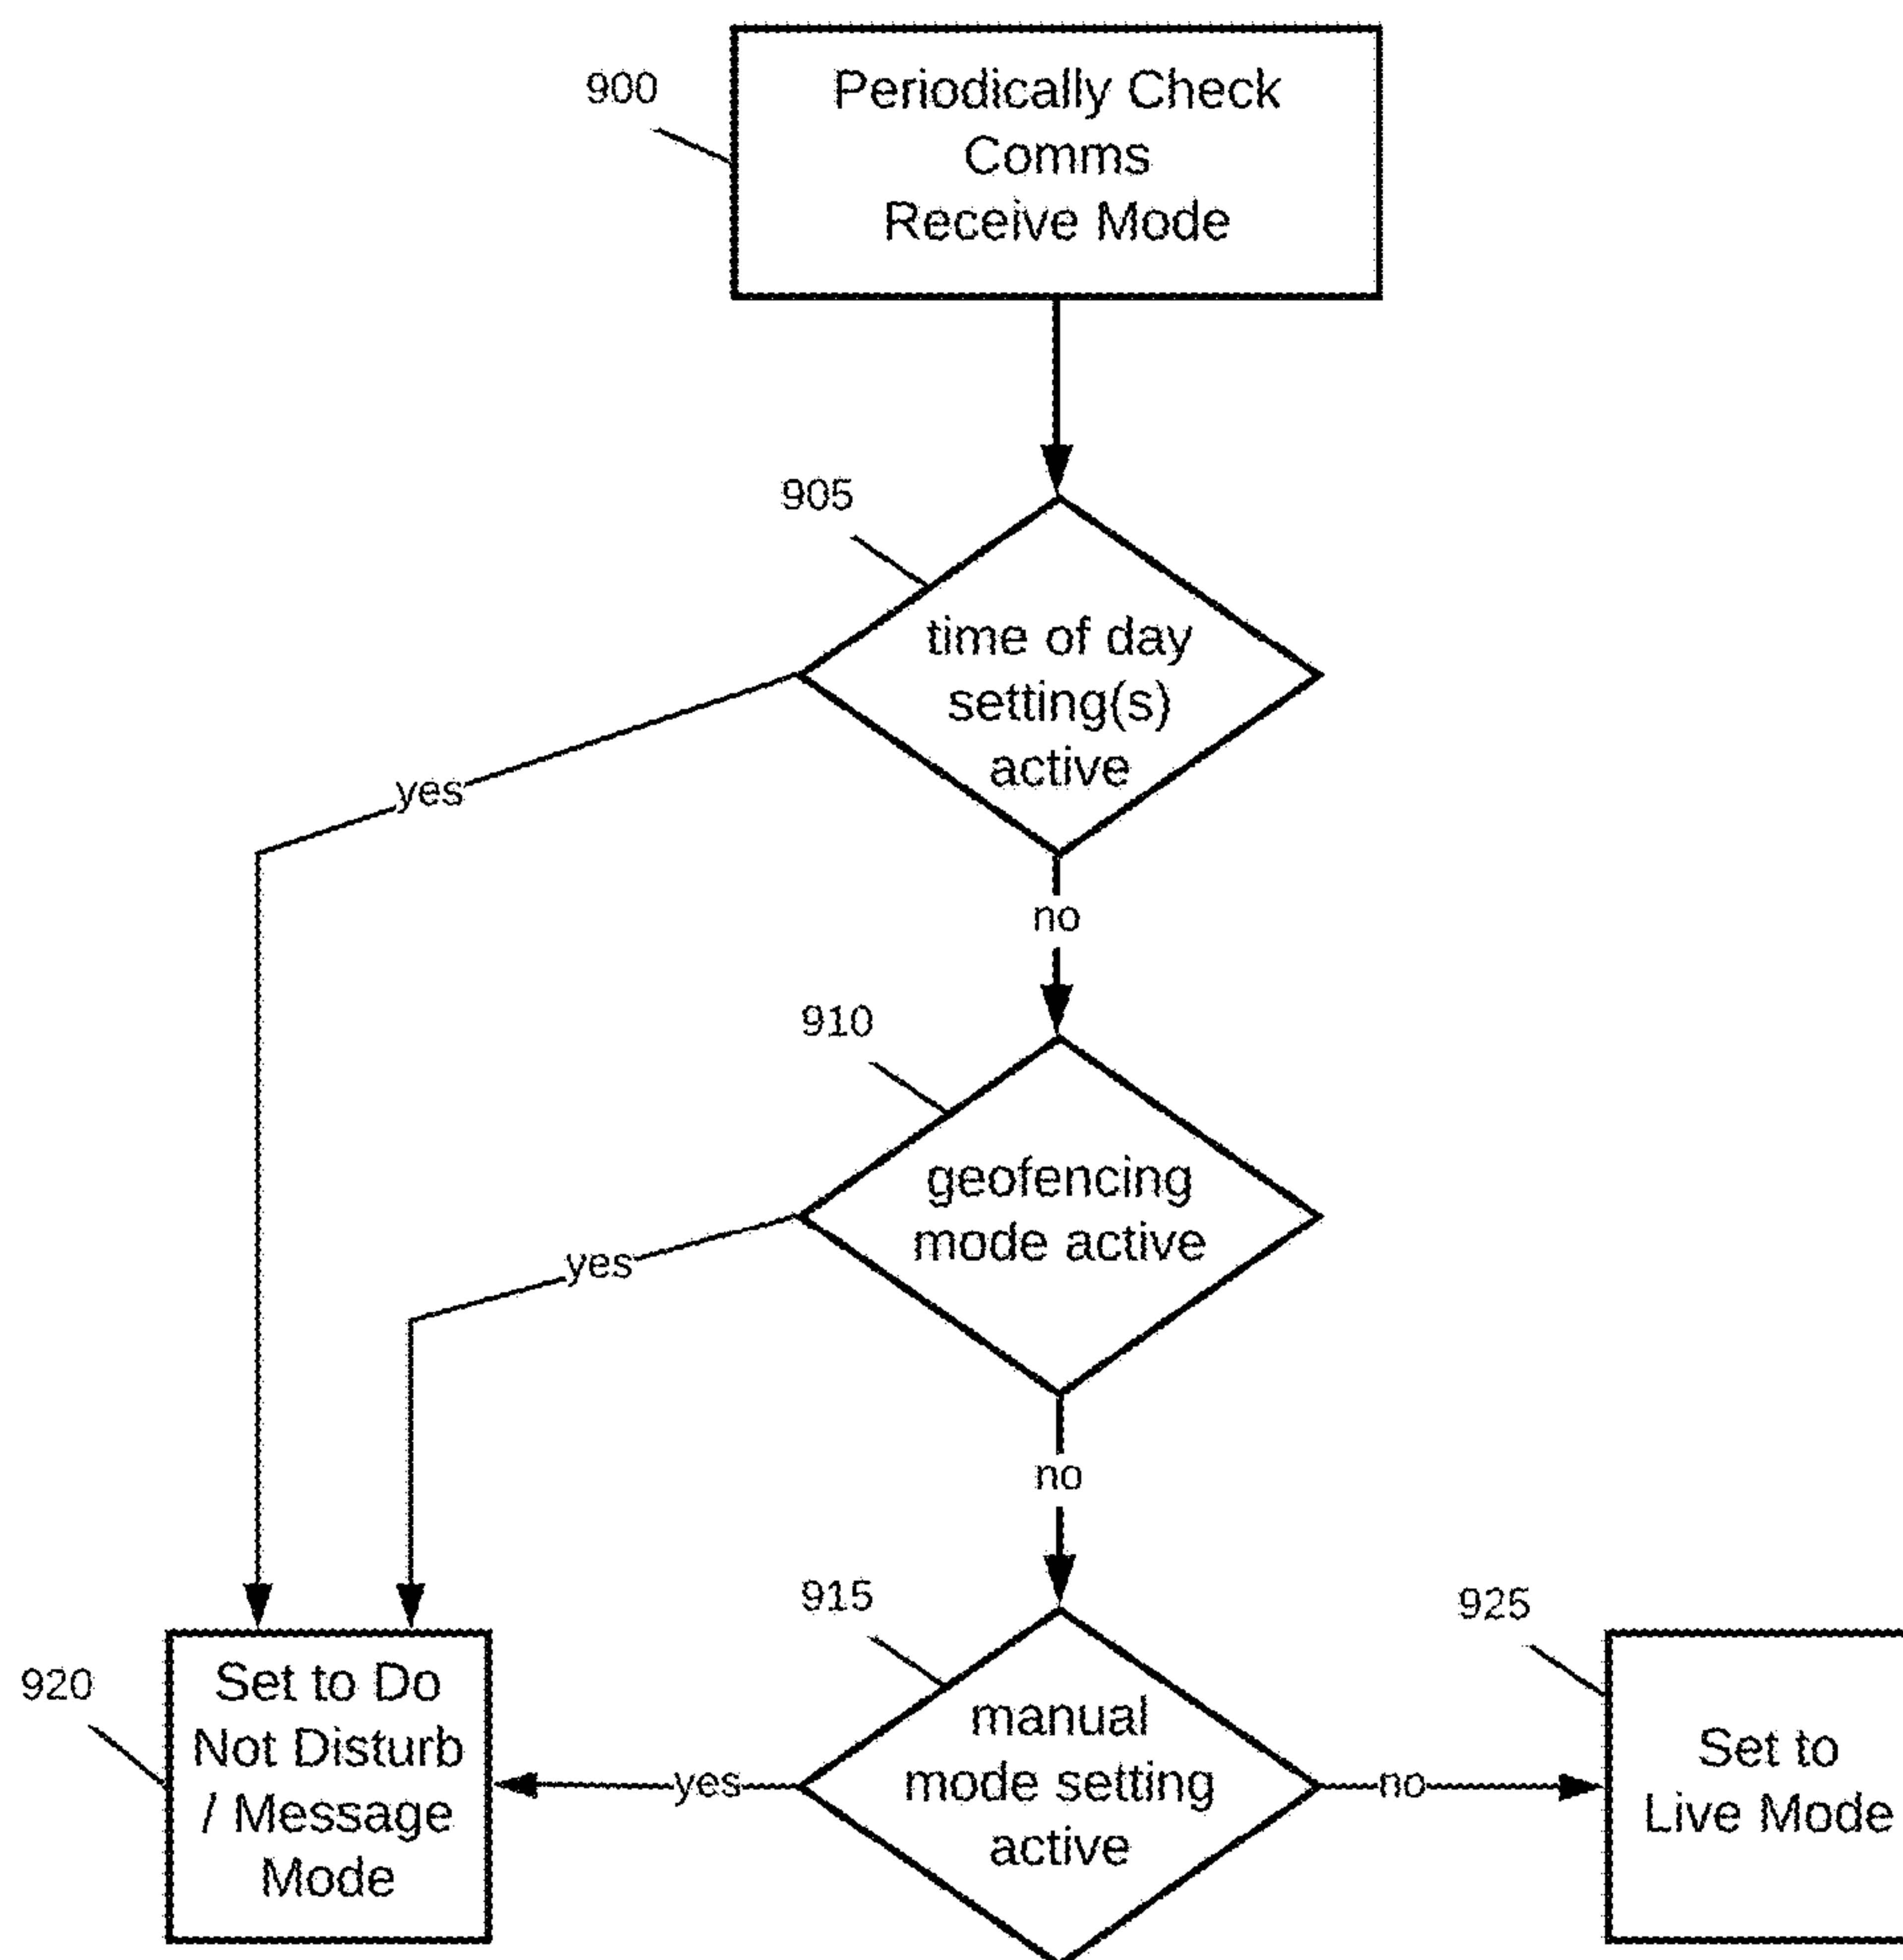 900
Periodically Check
Comms
Receive Mode
905
time of day
setting(s)
active
yes
no
910
geofencing
mode active
yes
no
915
925
920
Set to Do
Not Disturb
/ Message
Mode
yes
manual
mode setting
active
no
Set to
Live Mode